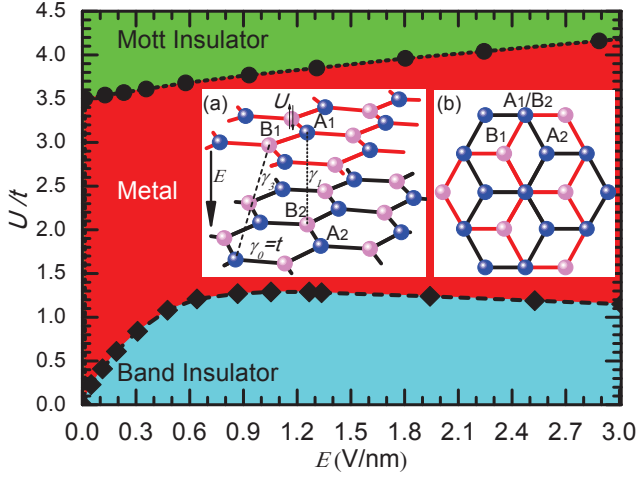 4.5
Mott Insulator
4.0
3.5
(a)
U
A₁
B₁
(b)
A₁/B₂
B₁
A₂
3.0
2.5
Metal
E
γ₃
γ₁
2.0
B₂
A₂
γ₀=t
1.5
1.0
0.5
Band Insulator
0.0
U/t
0.0 0.3 0.6 0.9 1.2 1.5 1.8 2.1 2.4 2.7 3.0
E(V/nm)